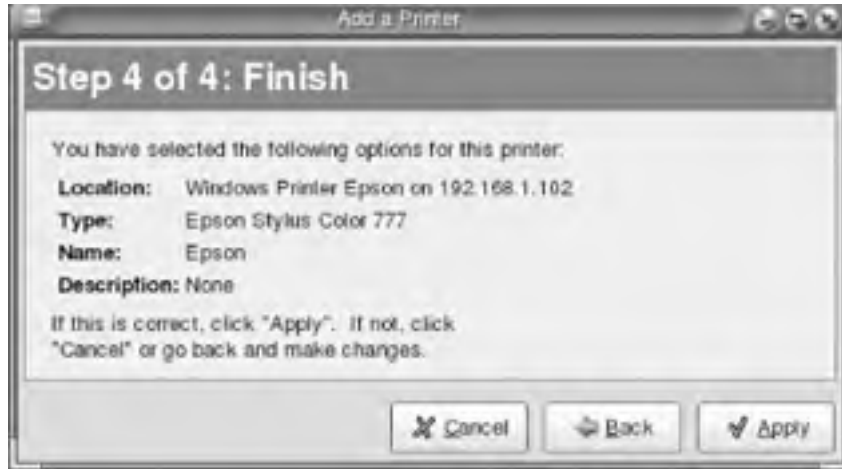 Add a Printer
Step 4 of 4: Finish
You have selected the following options for this printer:
Location: Windows Printer Epson on 192.168.1.102
Type: Epson Stylus Color 777
Name: Epson
Description: None
If this is correct, click "Apply". If not, click
"Cancel" or go back and make changes.
Cancel Back Apply